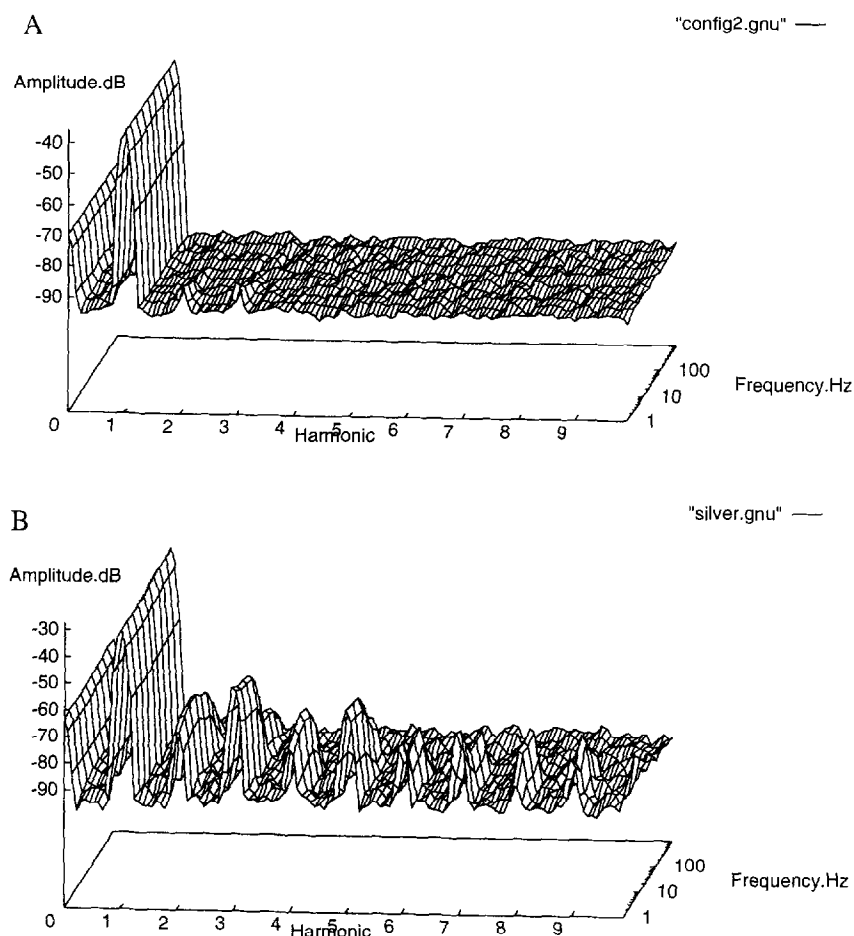 A
"config2.gnu"
Amplitude.dB
-40
-50
-60
-70
-80
-90
100
10
1
Frequency.Hz
0 1 2 3 4 5 6 7 8 9
Harmonic
B
"silver.gnu"
Amplitude.dB
-30
-40
-50
-60
-70
-80
-90
100
10
1
Frequency.Hz
0 1 2 3 4 5 6 7 8 9
Harmonic